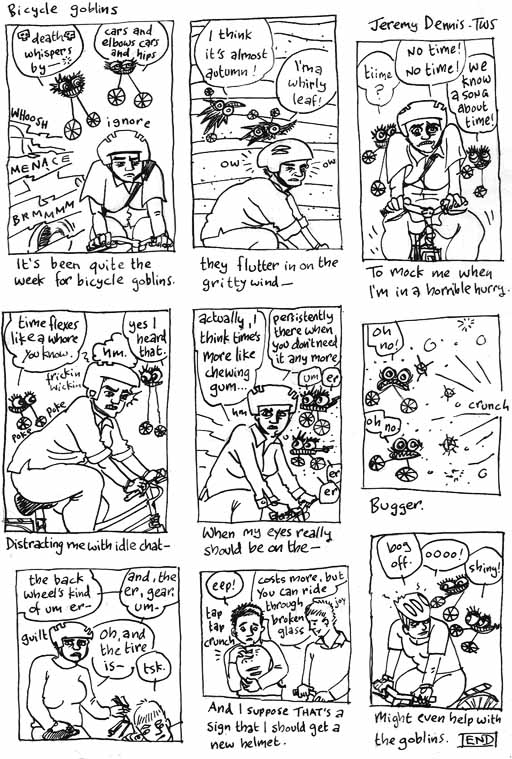 Bicycle goblins
Jeremy Dennis - TWS
death
whispers
by —
cars and
elbows cars
and hips
WHOOSH
ignore
MENACE
BRMMMM
It's been quite the
week for bicycle goblins.
I think
it's almost
autumn!
I'm a
whirly
leaf!
ow
ow
they flutter in on the
gritty wind —
tiime
?
No time!
No time!
we
know
a song
about
time!
To mock me when
I'm in a horrible hurry.
time flexes
like a whore
you know.
hm.
yes I
heard
that.
frickin
wickin
poke
poke
Distracting me with idle chat —
actually, I
think time's
more like
chewing
gum...
persistently
there when
you don't need
it any more
um
er
hm
er
er
When my eyes really
should be on the —
oh
no!
crunch
oh no
Bugger.
the back
wheel's kind
of um er-
and, the
er, gear,
um-
guilt
Oh, and
the tire
is-
tsk.
eep!
tap
tap
crunch
costs more, but
you can ride
through
broken
glass
joy
And I suppose THAT'S a
sign that I should get a
new helmet.
bog
off.
oooo!
shiny!
Might even help with
the goblins. END